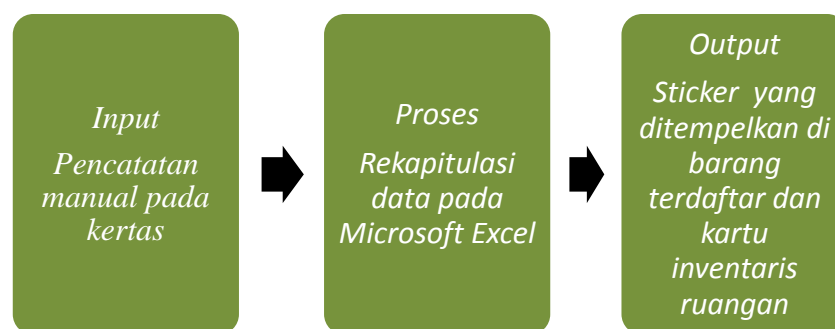 Input
Pencatatan
manual pada
kertas
Proses
Rekapitulasi
data pada
Microsoft Excel
Output
Sticker yang
ditempelkan di
barang
terdaftar dan
kartu
inventaris
ruangan